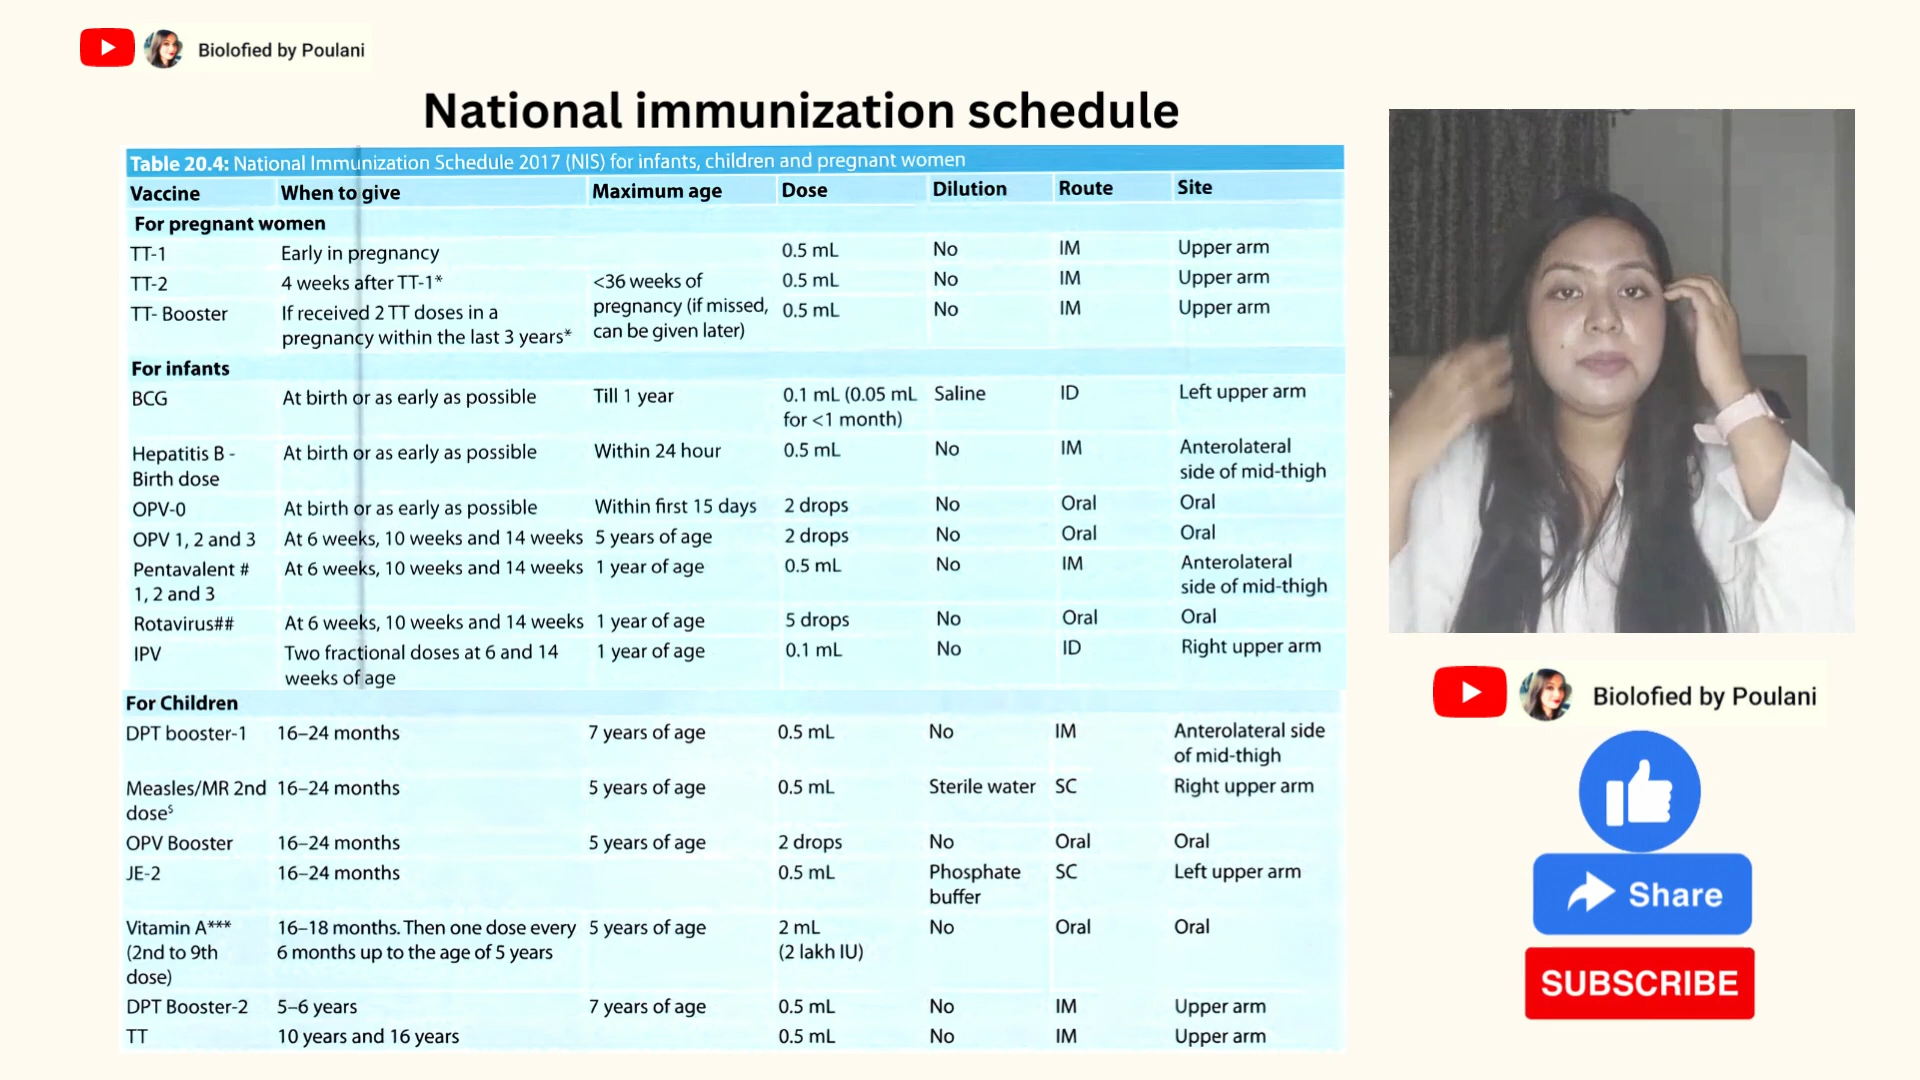 Biolofied by Poulani
National immunization schedule
Table 20.4: National Immunization Schedule 2017 (NIS) for infants, children and pregnant women
Vaccine When to give Maximum age Dose Dilution Route Site
For pregnant women
TT-1 Early in pregnancy 0.5 mL No IM Upper arm
TT-2 4 weeks after TT-1* <36 weeks of 0.5 mL No IM Upper arm
TT- Booster If received 2 TT doses in a pregnancy (if missed, 0.5 mL No IM Upper arm
pregnancy within the last 3 years* can be given later)
For infants
BCG At birth or as early as possible Till 1 year 0.1 mL (0.05 mL Saline ID Left upper arm
for <1 month)
Hepatitis B - At birth or as early as possible Within 24 hour 0.5 mL No IM Anterolateral
Birth dose side of mid-thigh
OPV-0 At birth or as early as possible Within first 15 days 2 drops No Oral Oral
OPV 1, 2 and 3 At 6 weeks, 10 weeks and 14 weeks 5 years of age 2 drops No Oral Oral
Pentavalent # At 6 weeks, 10 weeks and 14 weeks 1 year of age 0.5 mL No IM Anterolateral
1, 2 and 3 side of mid-thigh
Rotavirus## At 6 weeks, 10 weeks and 14 weeks 1 year of age 5 drops No Oral Oral
IPV Two fractional doses at 6 and 14 1 year of age 0.1 mL No ID Right upper arm
weeks of age
For Children
DPT booster-1 16–24 months 7 years of age 0.5 mL No IM Anterolateral side
of mid-thigh
Measles/MR 2nd 16–24 months 5 years of age 0.5 mL Sterile water SC Right upper arm
dose$
OPV Booster 16–24 months 5 years of age 2 drops No Oral Oral
JE-2 16–24 months 0.5 mL Phosphate SC Left upper arm
buffer
Vitamin A*** 16–18 months. Then one dose every 5 years of age 2 mL No Oral Oral
(2nd to 9th 6 months up to the age of 5 years (2 lakh IU)
dose)
DPT Booster-2 5–6 years 7 years of age 0.5 mL No IM Upper arm
TT 10 years and 16 years 0.5 mL No IM Upper arm
Biolofied by Poulani
Share
SUBSCRIBE